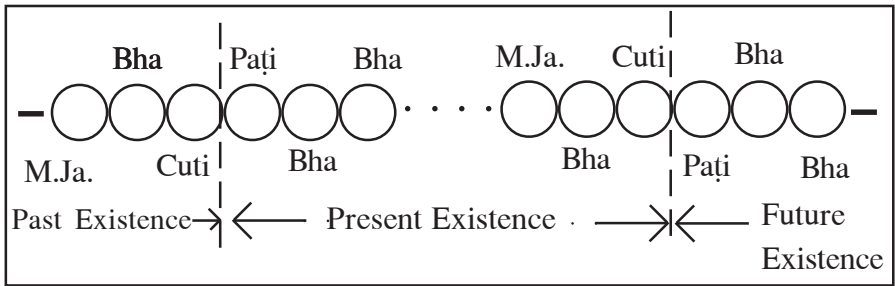 Bha Paṭi Bha M.Ja. Cuti Bha
M.Ja. Cuti Bha Bha Paṭi Bha
Past Existence Present Existence Future
Existence